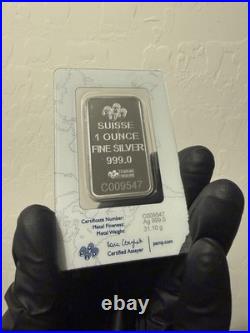 SUISSE
1 OUNCE
FINE SILVER
999.0
C009547
Certificate Number: C009547
Metal Fineness: Ag 999.0
Metal Weight: 31.10 g
Certified Assayer pamp.com